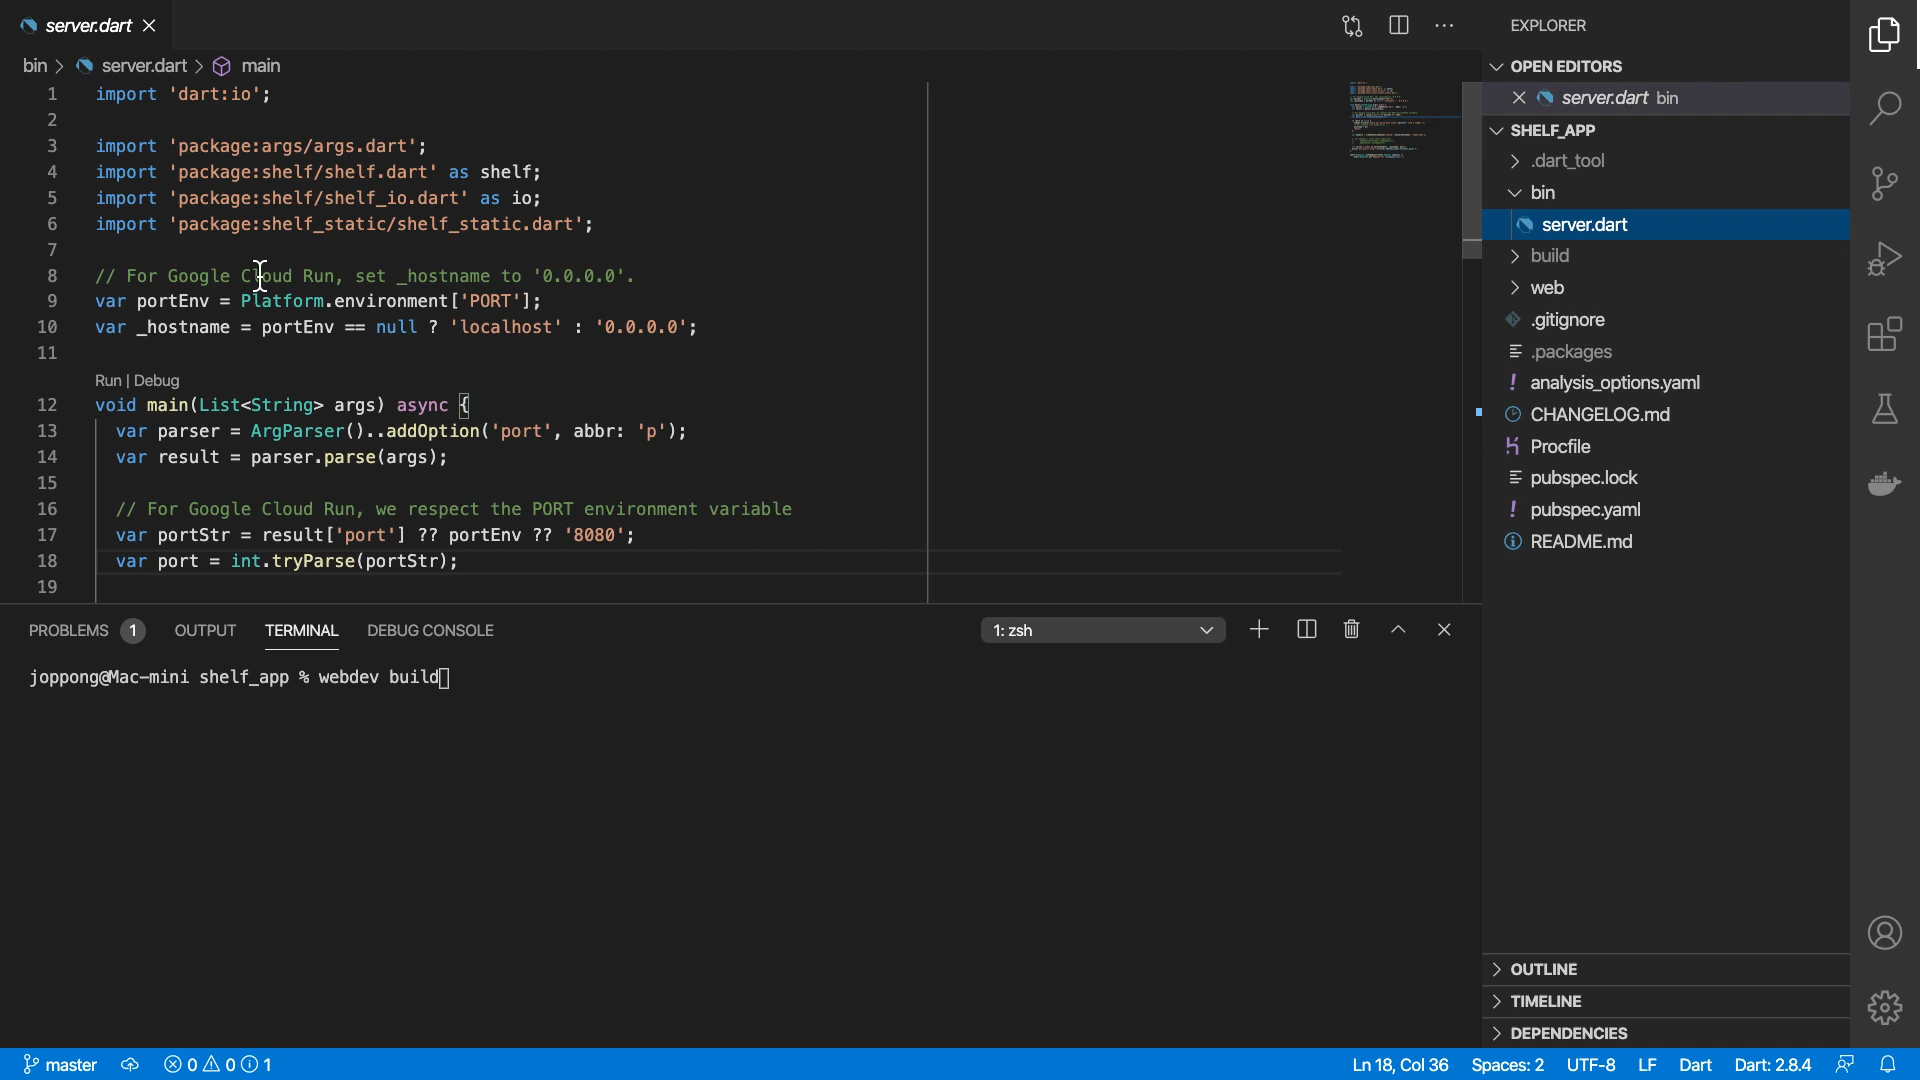 server.dart
bin > server.dart > main
1 import 'dart:io';
2
3 import 'package:args/args.dart';
4 import 'package:shelf/shelf.dart' as shelf;
5 import 'package:shelf/shelf_io.dart' as io;
6 import 'package:shelf_static/shelf_static.dart';
7
8 // For Google Cloud Run, set _hostname to '0.0.0.0'.
9 var portEnv = Platform.environment['PORT'];
10 var _hostname = portEnv == null ? 'localhost' : '0.0.0.0';
11
Run | Debug
12 void main(List<String> args) async {
13 var parser = ArgParser()..addOption('port', abbr: 'p');
14 var result = parser.parse(args);
15
16 // For Google Cloud Run, we respect the PORT environment variable
17 var portStr = result['port'] ?? portEnv ?? '8080';
18 var port = int.tryParse(portStr);
19
PROBLEMS 1 OUTPUT TERMINAL DEBUG CONSOLE 1: zsh
joppong@Mac-mini shelf_app % webdev build
EXPLORER
OPEN EDITORS
server.dart bin
SHELF_APP
.dart_tool
bin
server.dart
build
web
.gitignore
.packages
analysis_options.yaml
CHANGELOG.md
Procfile
pubspec.lock
pubspec.yaml
README.md
OUTLINE
TIMELINE
DEPENDENCIES
master 0 0 1 Ln 18, Col 36 Spaces: 2 UTF-8 LF Dart Dart: 2.8.4